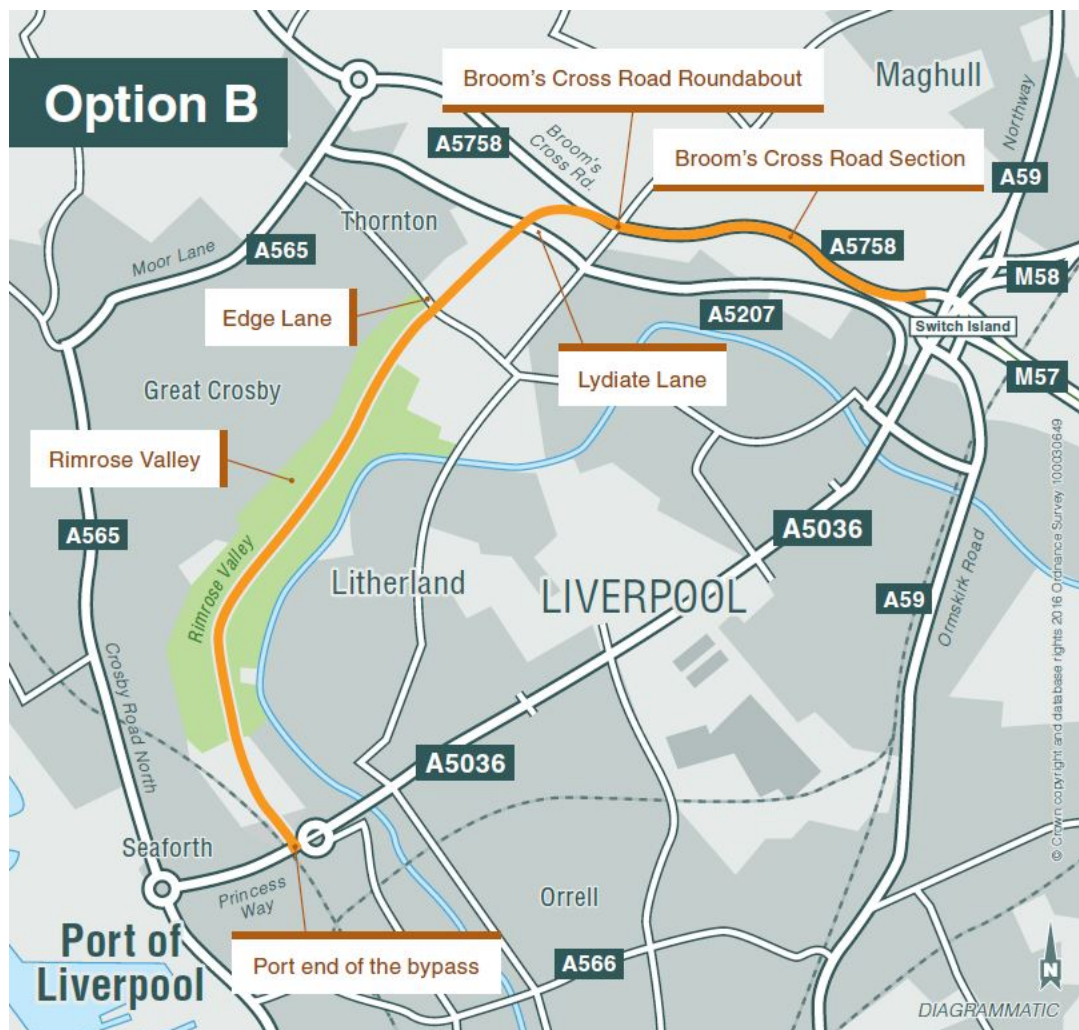 Option B
Broom's Cross Road Roundabout
Maghull
Northway
A5758
Broom's
Cross Rd.
Broom's Cross Road Section
A59
Thornton
Moor Lane
A565
A5758
M58
Edge Lane
A5207
Switch Island
Lydiate Lane
M57
Great Crosby
Rimrose Valley
A565
A5036
Rimrose Valley
Litherland
LIVERPOOL
A59
Ormskirk Road
Crosby Road North
A5036
Seaforth
Princess
Way
Orrell
Port of
Liverpool
Port end of the bypass
A566
N
DIAGRAMMATIC
© Crown copyright and database rights 2016 Ordnance Survey 100030649